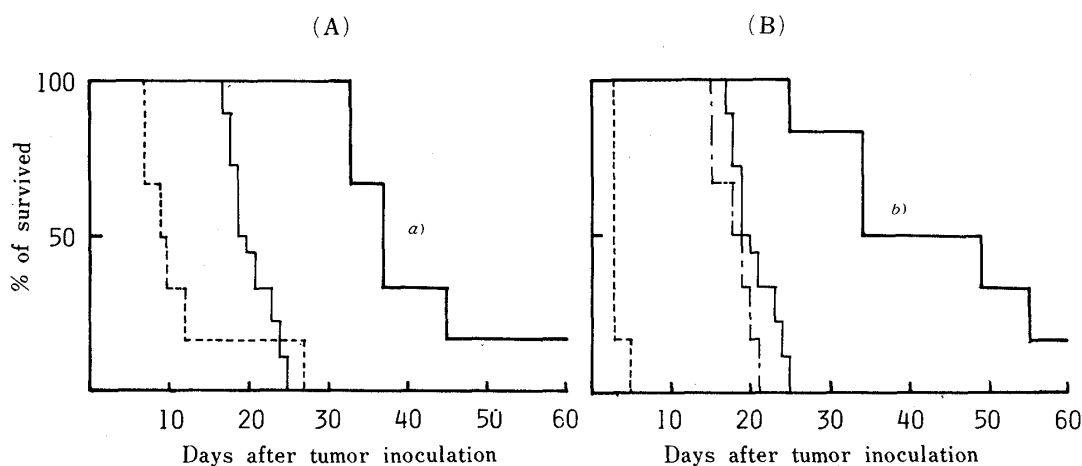 (A)
(B)
% of survived
100
50
a)
b)
10 20 30 40 50 60
10 20 30 40 50 60
Days after tumor inoculation
Days after tumor inoculation